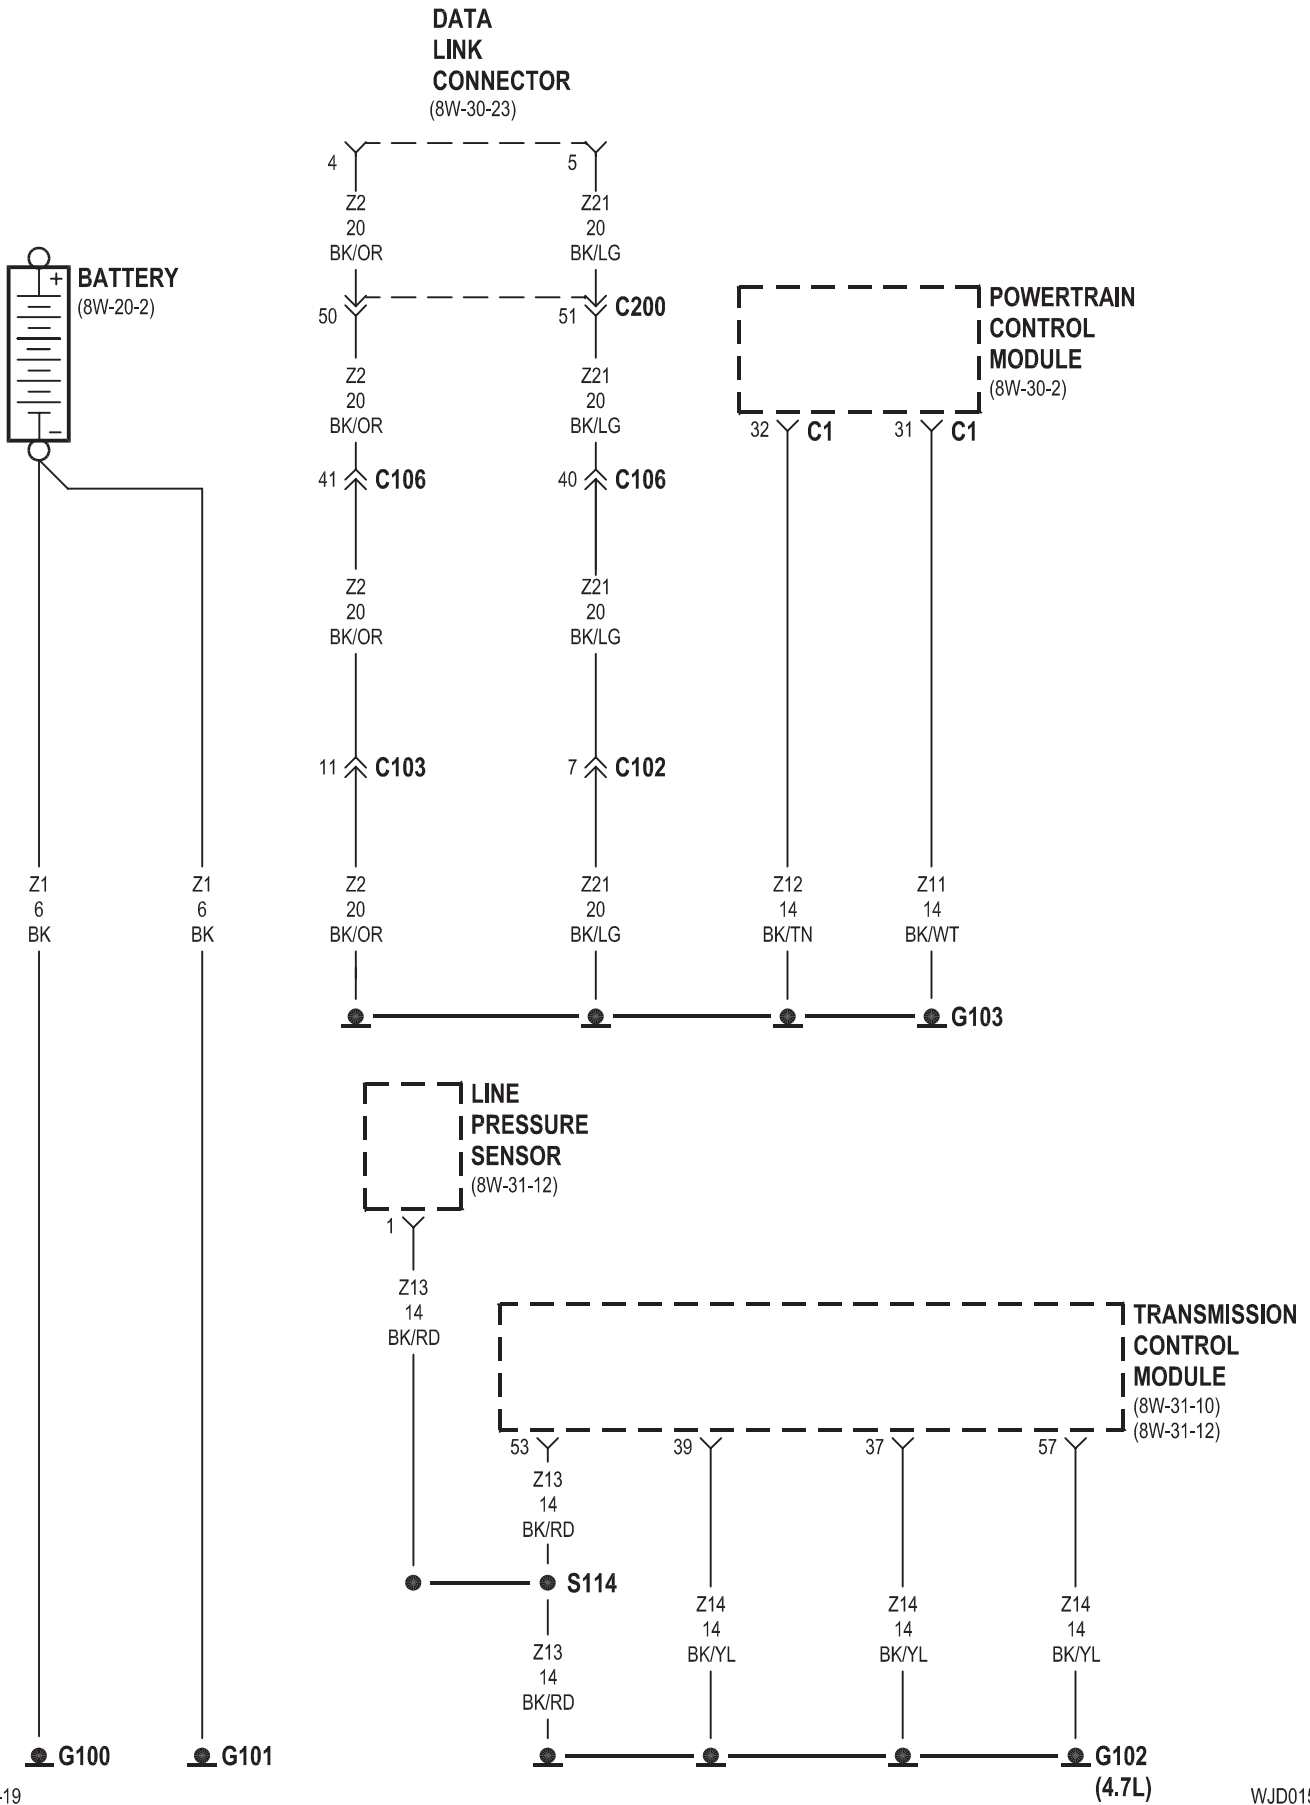 DATA
LINK
CONNECTOR
(8W-30-23)
4
5
Z2
20
BK/OR
Z21
20
BK/LG
+
BATTERY
(8W-20-2)
–
50
51
C200
POWERTRAIN
CONTROL
MODULE
(8W-30-2)
Z2
20
BK/OR
Z21
20
BK/LG
32
C1
31
C1
41
C106
40
C106
Z2
20
BK/OR
Z21
20
BK/LG
11
C103
7
C102
Z1
6
BK
Z1
6
BK
Z2
20
BK/OR
Z21
20
BK/LG
Z12
14
BK/TN
Z11
14
BK/WT
G103
LINE
PRESSURE
SENSOR
(8W-31-12)
1
Z13
14
BK/RD
TRANSMISSION
CONTROL
MODULE
(8W-31-10)
(8W-31-12)
53
39
37
57
Z13
14
BK/RD
S114
Z14
14
BK/YL
Z14
14
BK/YL
Z14
14
BK/YL
Z13
14
BK/RD
G100
G101
G102
(4.7L)
-19
WJD015